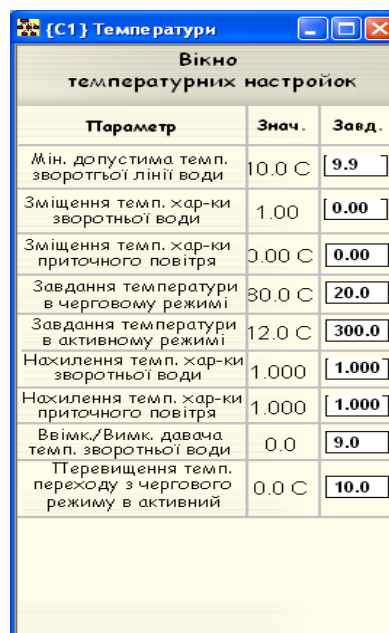 {C1} Температури
Вікно
температурних настройок
Параметр Знач. Завд.
Мін. допустима темп.
зворотгьої лінії води
10.0 C 9.9
Зміщення темп. хар-ки
зворотньої води
1.00 0.00
Зміщення темп. хар-ки
приточного повітря
0.00 C 0.00
Завдання температури
в черговому режимі
30.0 C 20.0
Завдання температури
в активному режимі
12.0 C 300.0
Нахилення темп. хар-ки
зворотньої води
1.000 1.000
Нахилення темп. хар-ки
приточного повітря
1.000 1.000
Ввімк./Вимк. давача
темп. зворотньої води
0.0 9.0
Перевищення темп.
переходу з чергового
режиму в активний
0.0 C 10.0